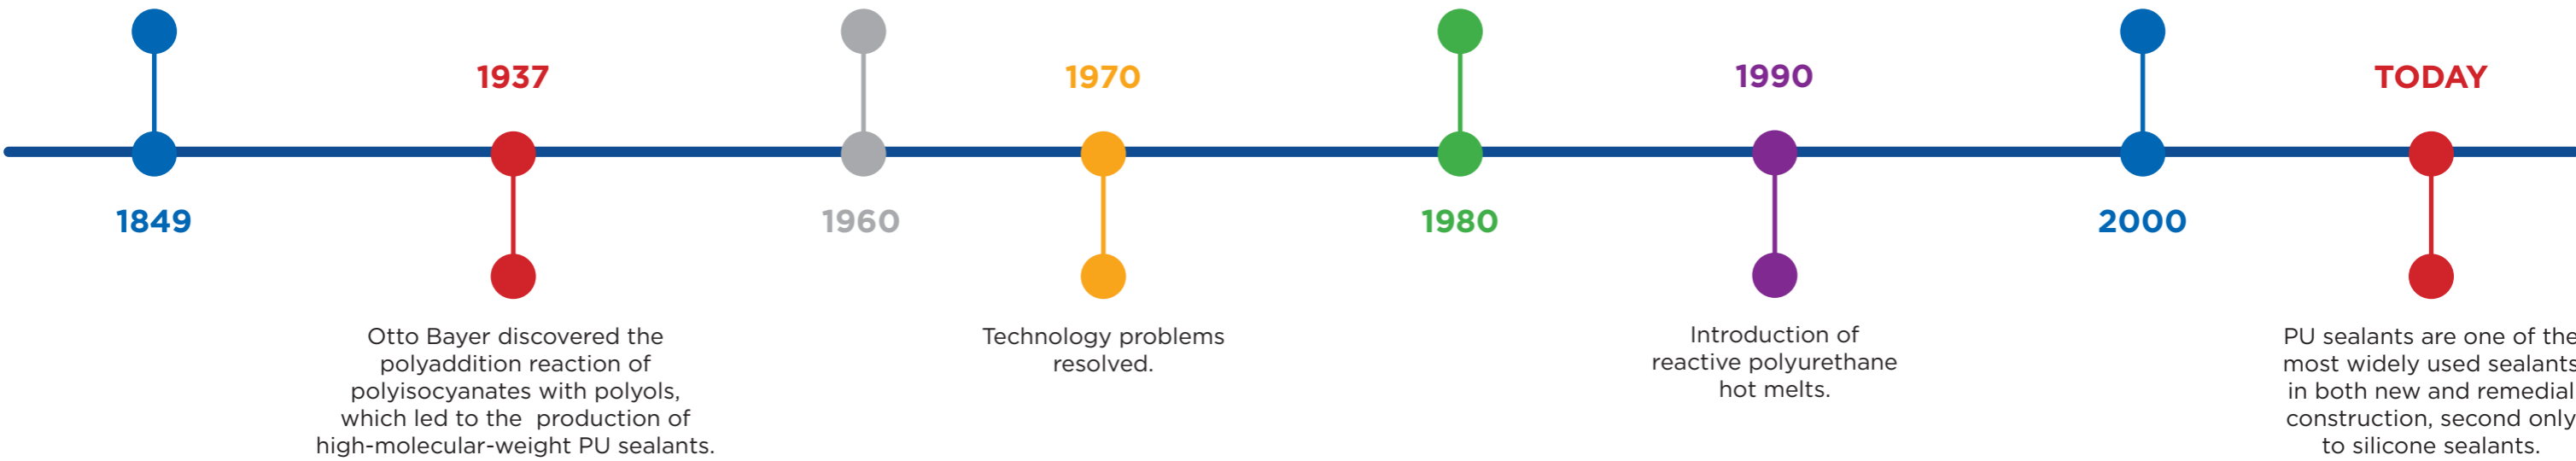 1849
1937
Otto Bayer discovered the
polyaddition reaction of
polyisocyanates with polyols,
which led to the production of
high-molecular-weight PU sealants.
1960
1970
Technology problems
resolved.
1980
1990
Introduction of
reactive polyurethane
hot melts.
2000
TODAY
PU sealants are one of the
most widely used sealants
in both new and remedial
construction, second only
to silicone sealants.